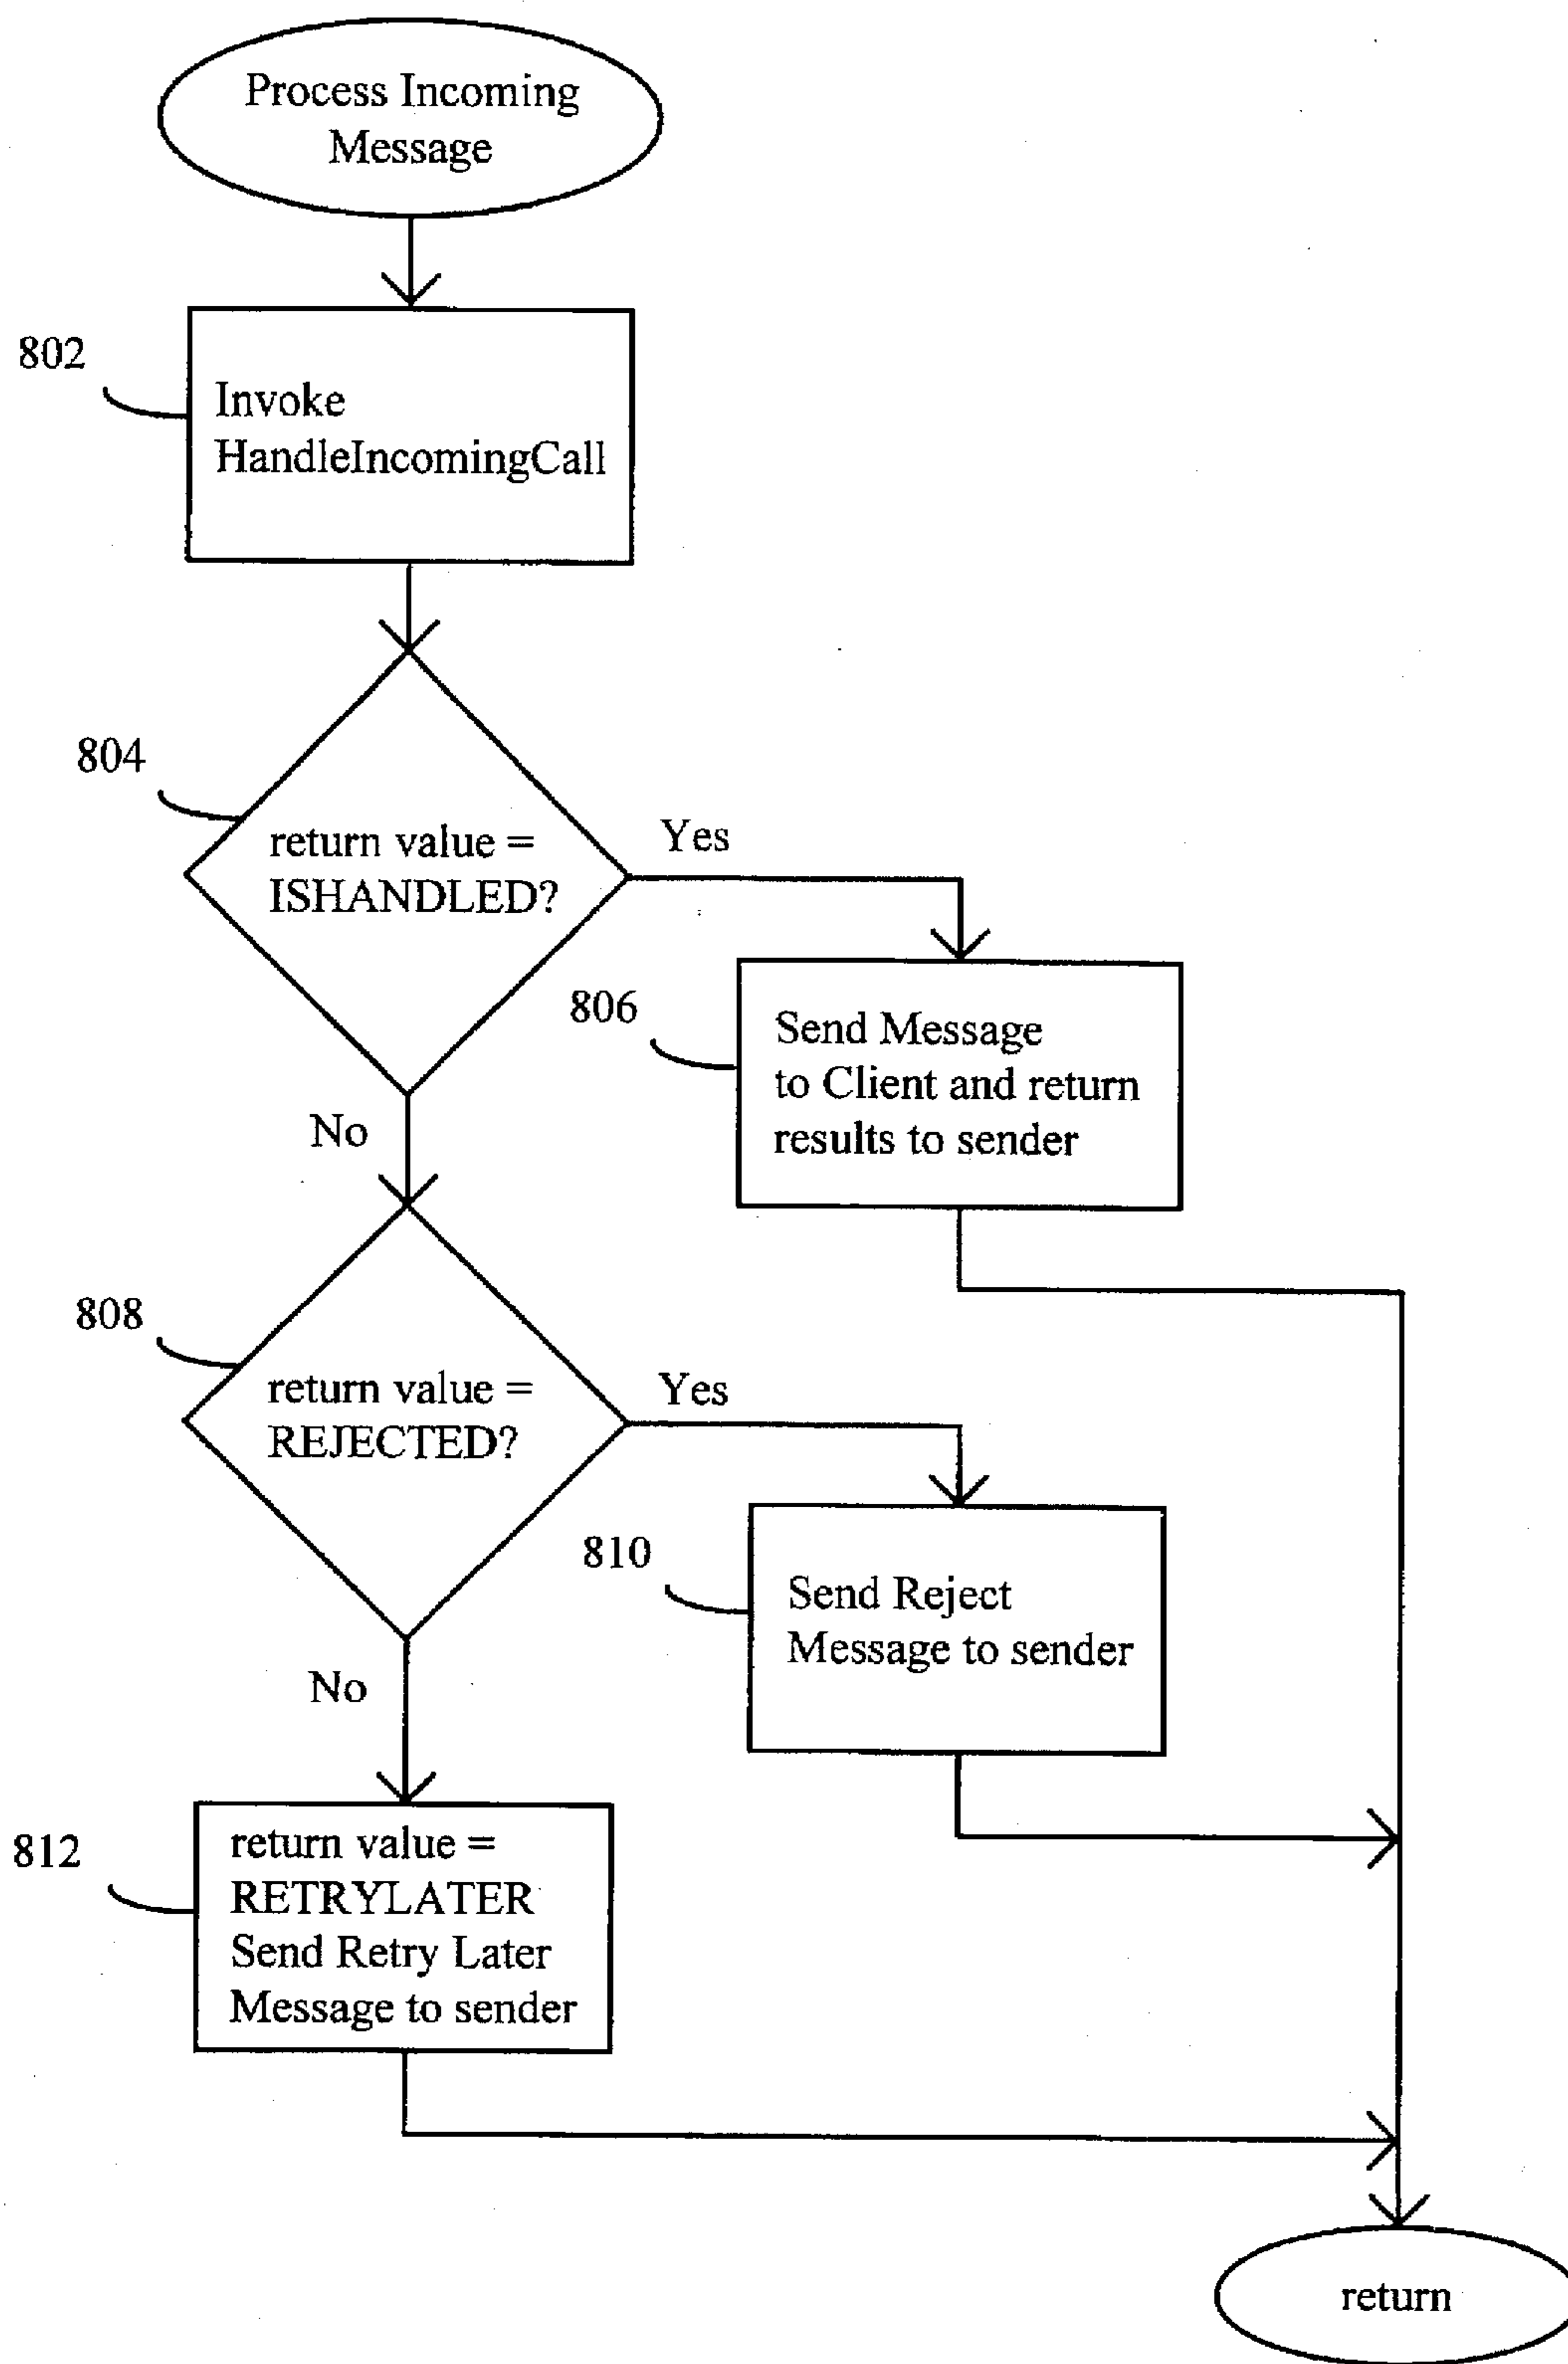 Process Incoming
Message
802
Invoke
HandleIncomingCall
804
return value =
ISHANDLED?
Yes
806
Send Message
to Client and return
results to sender
No
808
return value =
REJECTED?
Yes
810
Send Reject
Message to sender
No
812
return value =
RETRYLATER
Send Retry Later
Message to sender
return